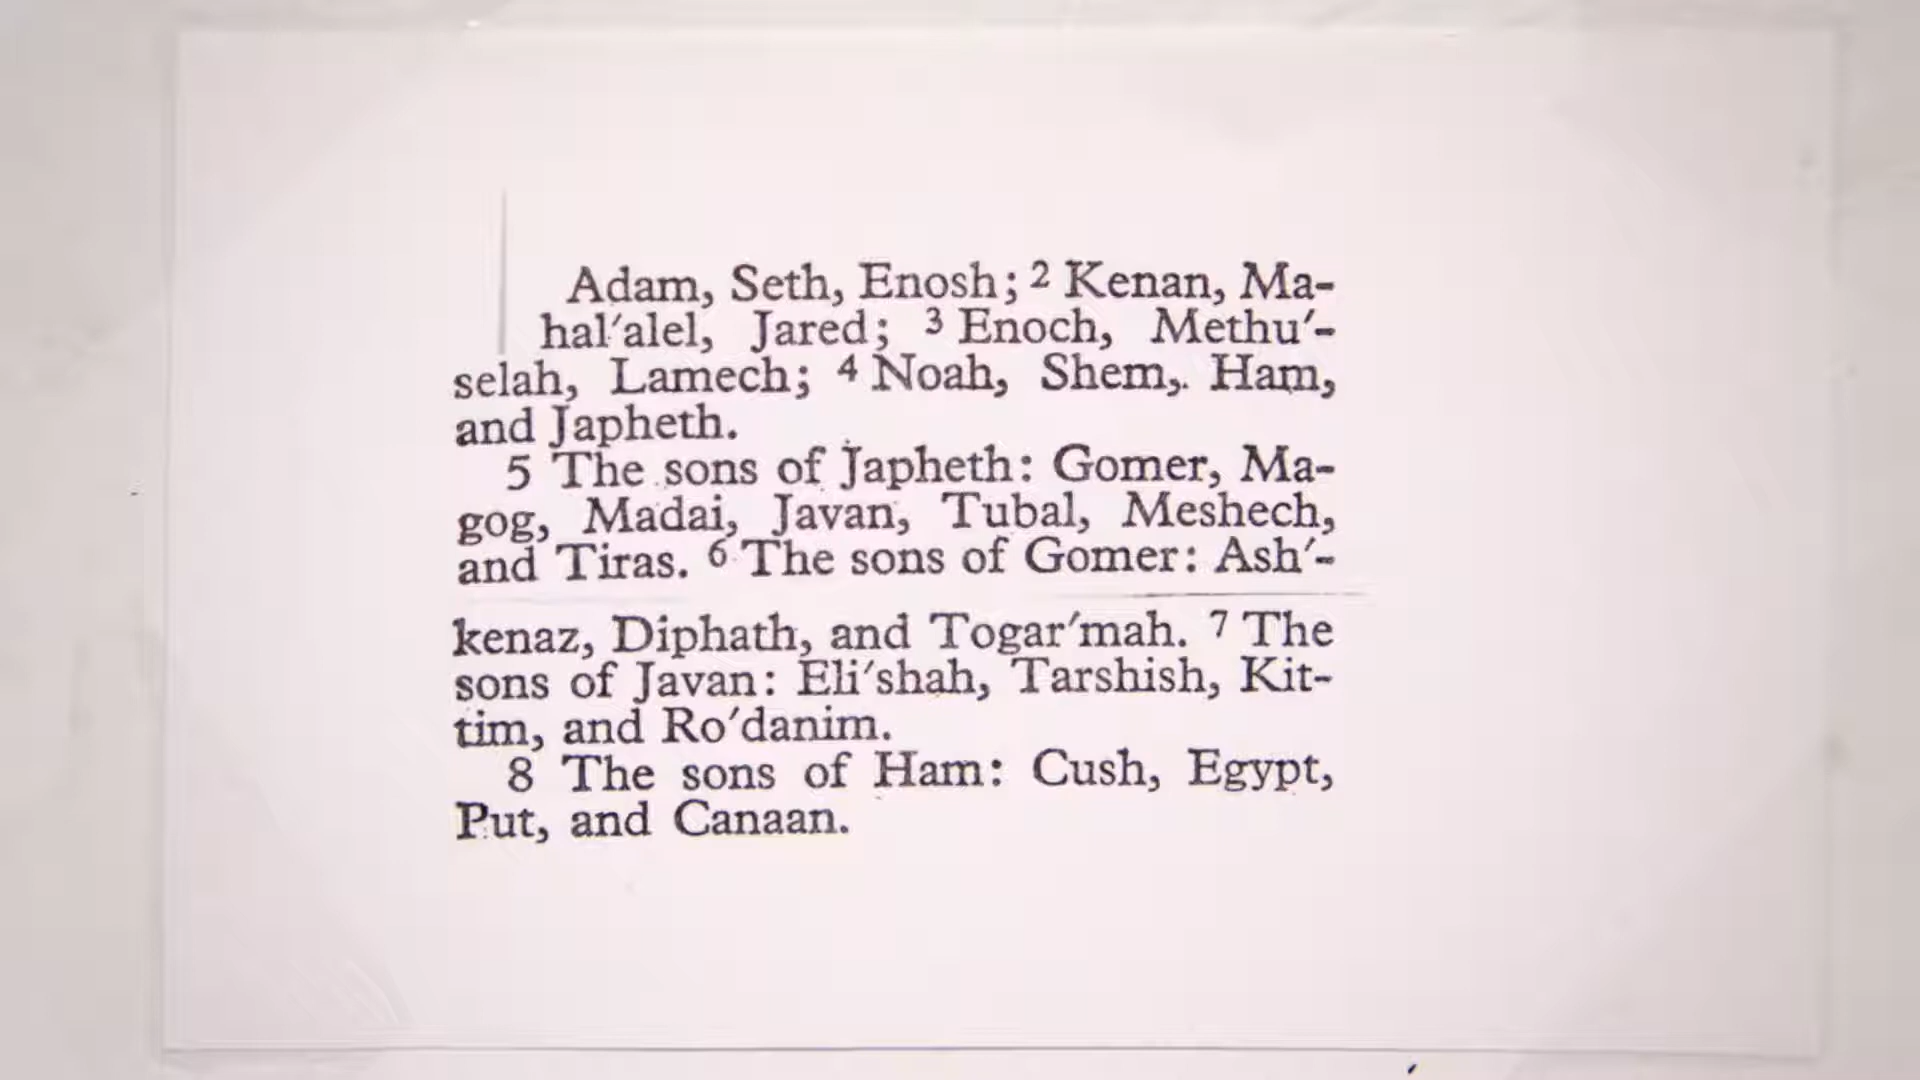 Adam, Seth, Enosh; 2 Kenan, Ma-
hal′alel, Jared; 3 Enoch, Methu′-
selah, Lamech; 4 Noah, Shem, Ham,
and Japheth.
5 The sons of Japheth: Gomer, Ma-
gog, Madai, Javan, Tubal, Meshech,
and Tiras. 6 The sons of Gomer: Ash′-
kenaz, Diphath, and Togar′mah. 7 The
sons of Javan: Eli′shah, Tarshish, Kit-
tim, and Ro′danim.
8 The sons of Ham: Cush, Egypt,
Put, and Canaan.